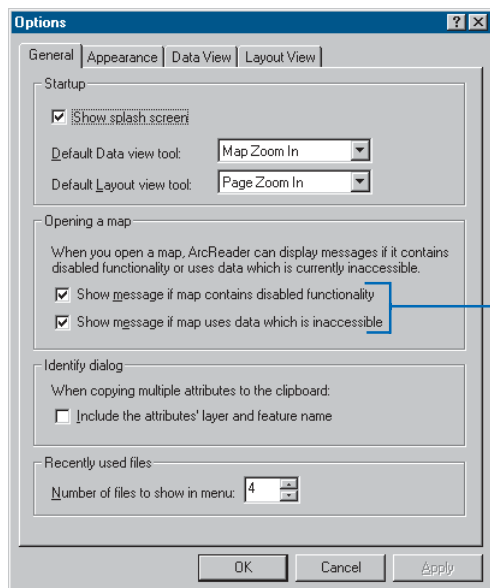 Options
General Appearance Data View Layout View
Startup
Show splash screen
Default Data view tool: Map Zoom In
Default Layout view tool: Page Zoom In
Opening a map
When you open a map, ArcReader can display messages if it contains
disabled functionality or uses data which is currently inaccessible.
Show message if map contains disabled functionality
Show message if map uses data which is inaccessible
Identify dialog
When copying multiple attributes to the clipboard:
Include the attributes' layer and feature name
Recently used files
Number of files to show in menu: 4
OK Cancel Apply